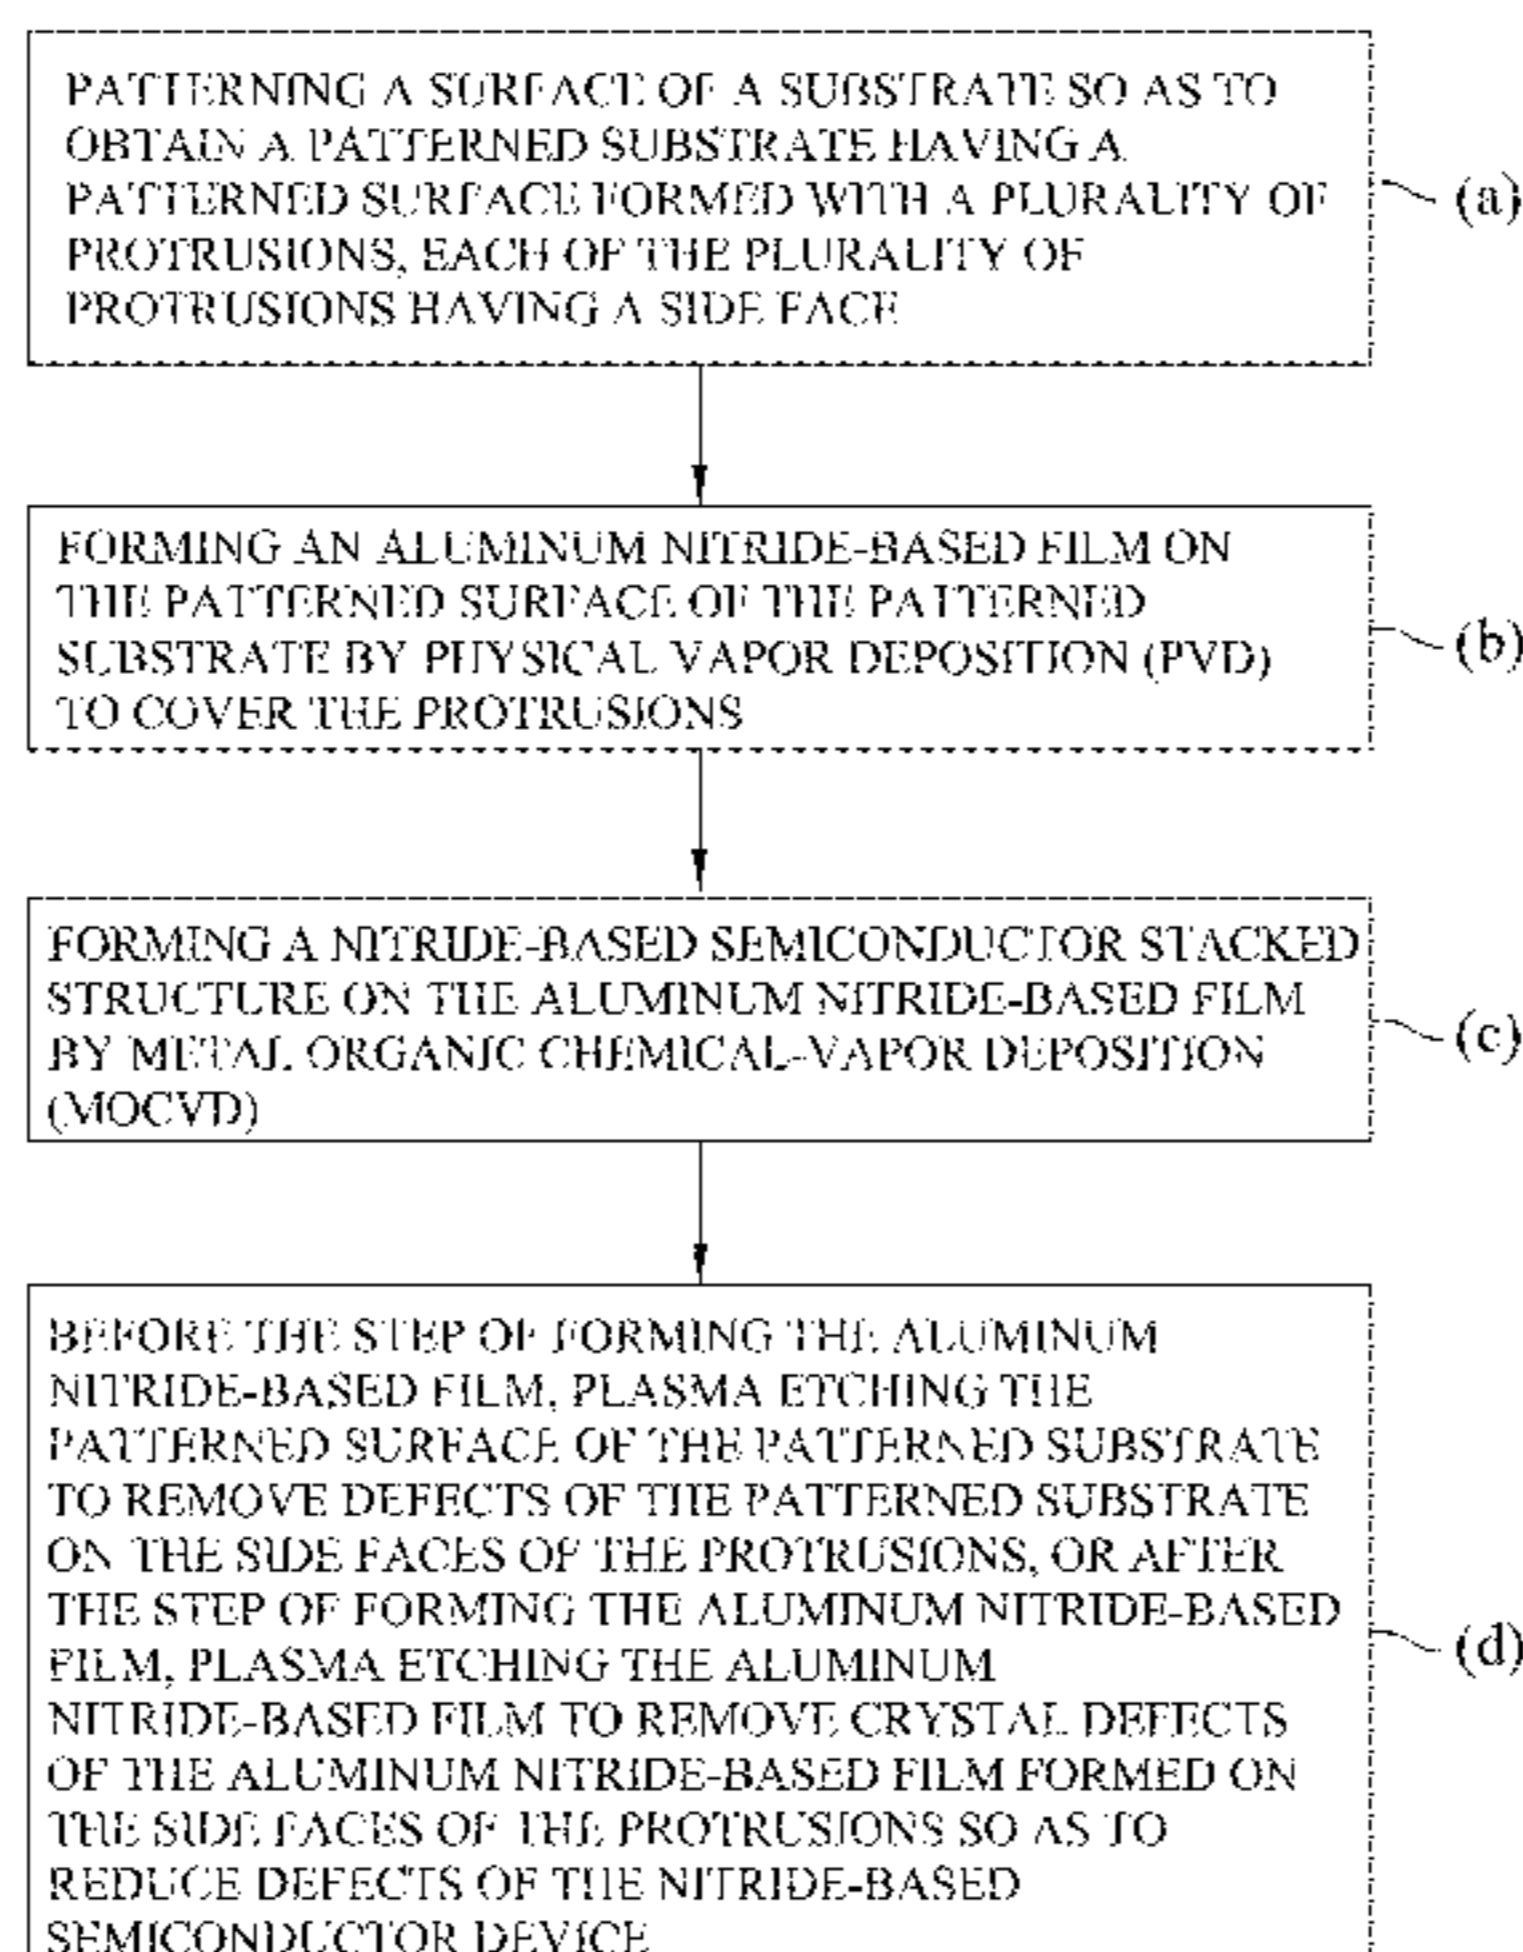 PATTERNING A SURFACE OF A SUBSTRATE SO AS TO
OBTAIN A PATTERNED SUBSTRATE HAVING A
PATTERNED SURFACE FORMED WITH A PLURALITY OF
PROTRUSIONS, EACH OF THE PLURALITY OF
PROTRUSIONS HAVING A SIDE FACE
(a)
FORMING AN ALUMINUM NITRIDE-BASED FILM ON
THE PATTERNED SURFACE OF THE PATTERNED
SUBSTRATE BY PHYSICAL VAPOR DEPOSITION (PVD)
TO COVER THE PROTRUSIONS
(b)
FORMING A NITRIDE-BASED SEMICONDUCTOR STACKED
STRUCTURE ON THE ALUMINUM NITRIDE-BASED FILM
BY METAL ORGANIC CHEMICAL-VAPOR DEPOSITION
(MOCVD)
(c)
BEFORE THE STEP OF FORMING THE ALUMINUM
NITRIDE-BASED FILM, PLASMA ETCHING THE
PATTERNED SURFACE OF THE PATTERNED SUBSTRATE
TO REMOVE DEFECTS OF THE PATTERNED SUBSTRATE
ON THE SIDE FACES OF THE PROTRUSIONS, OR AFTER
THE STEP OF FORMING THE ALUMINUM NITRIDE-BASED
FILM, PLASMA ETCHING THE ALUMINUM
NITRIDE-BASED FILM TO REMOVE CRYSTAL DEFECTS
OF THE ALUMINUM NITRIDE-BASED FILM FORMED ON
THE SIDE FACES OF THE PROTRUSIONS SO AS TO
REDUCE DEFECTS OF THE NITRIDE-BASED
SEMICONDUCTOR DEVICE
(d)